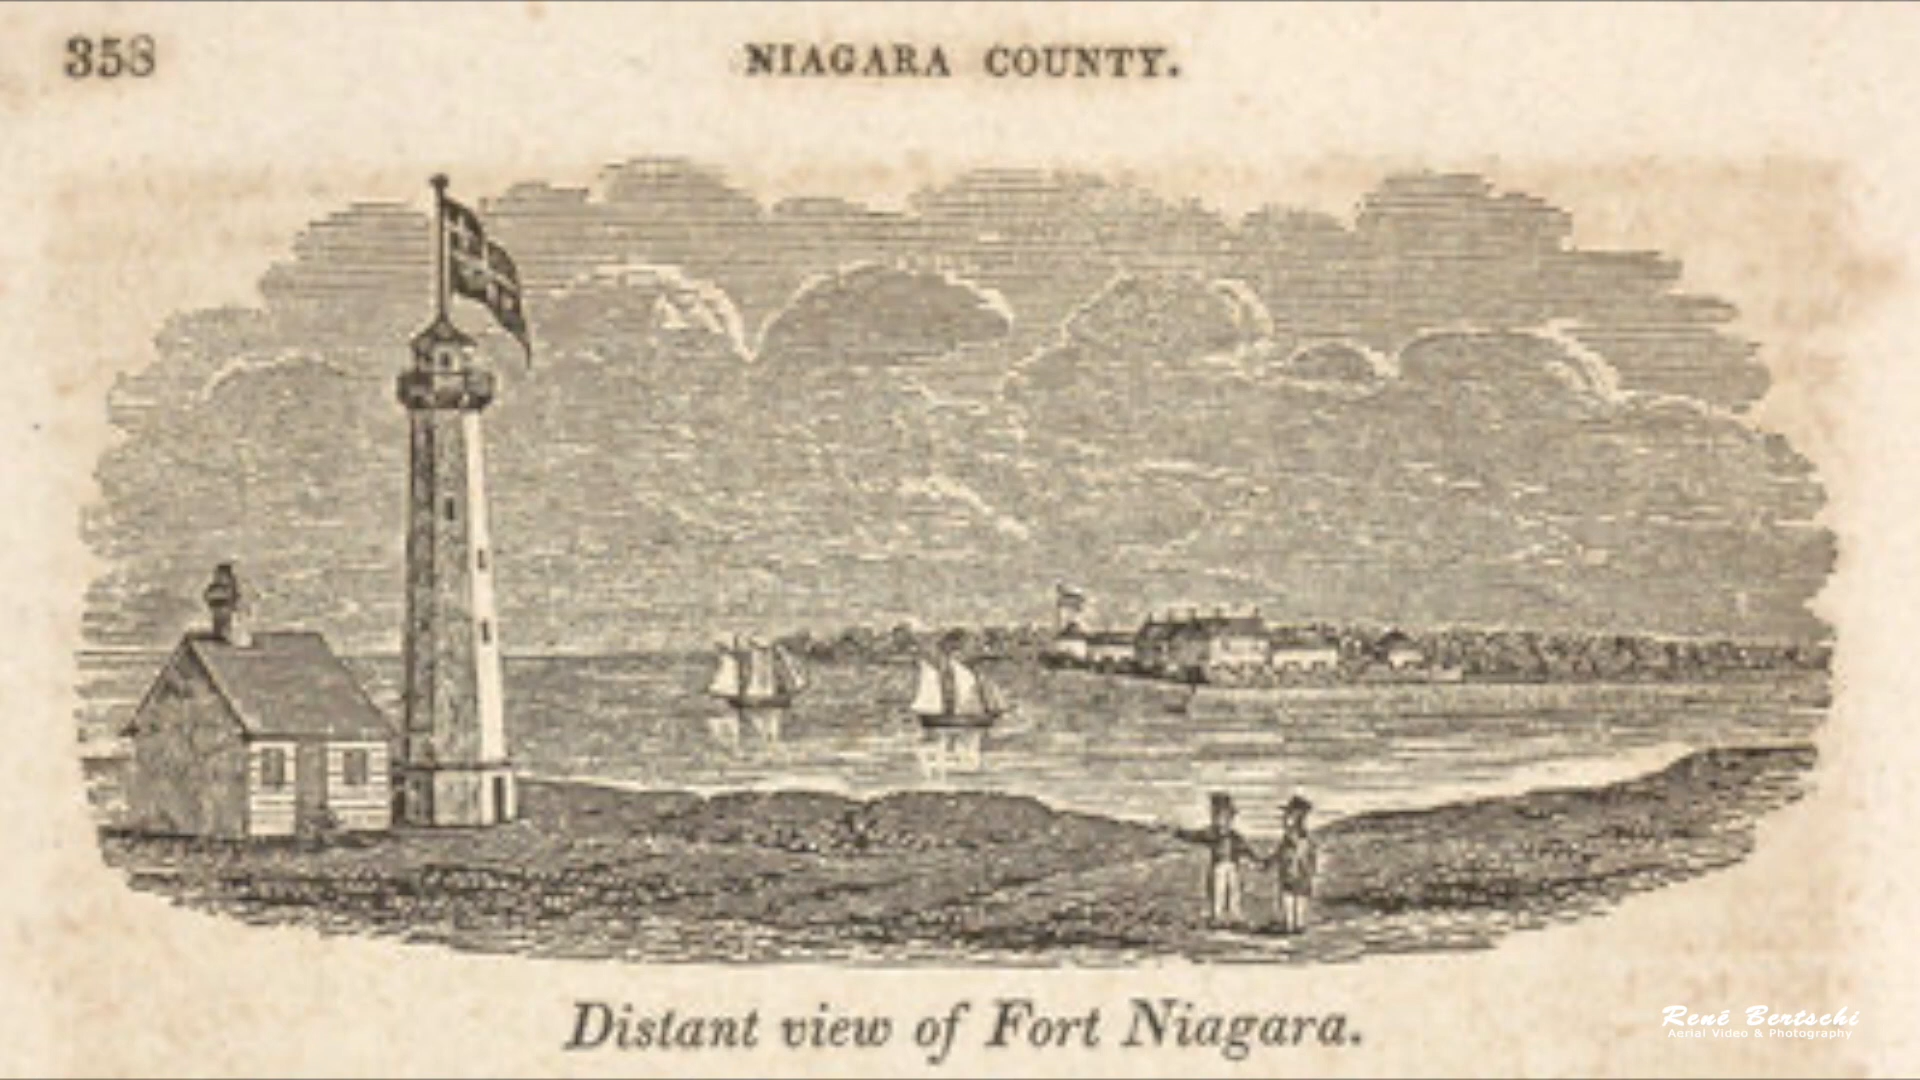 358
NIAGARA COUNTY.
Distant view of Fort Niagara.
René Bertschi
Aerial Video & Photography